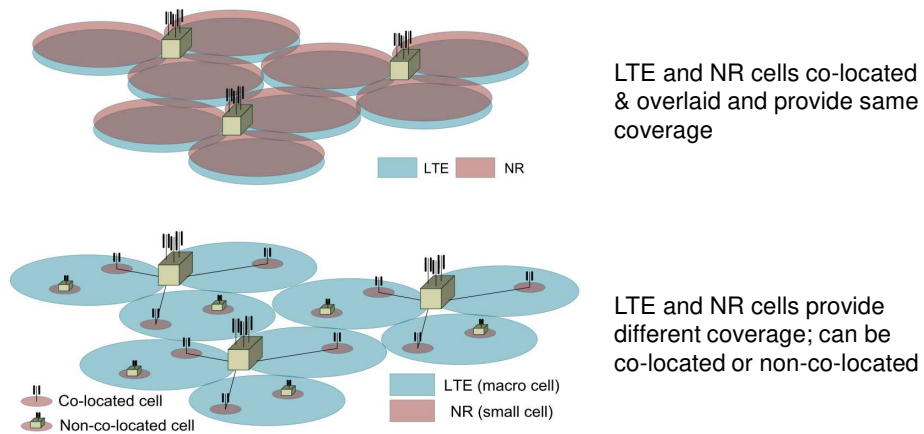 LTE and NR cells co-located
& overlaid and provide same
coverage
LTE NR
LTE and NR cells provide
different coverage; can be
co-located or non-co-located
LTE (macro cell)
NR (small cell)
Co-located cell
Non-co-located cell